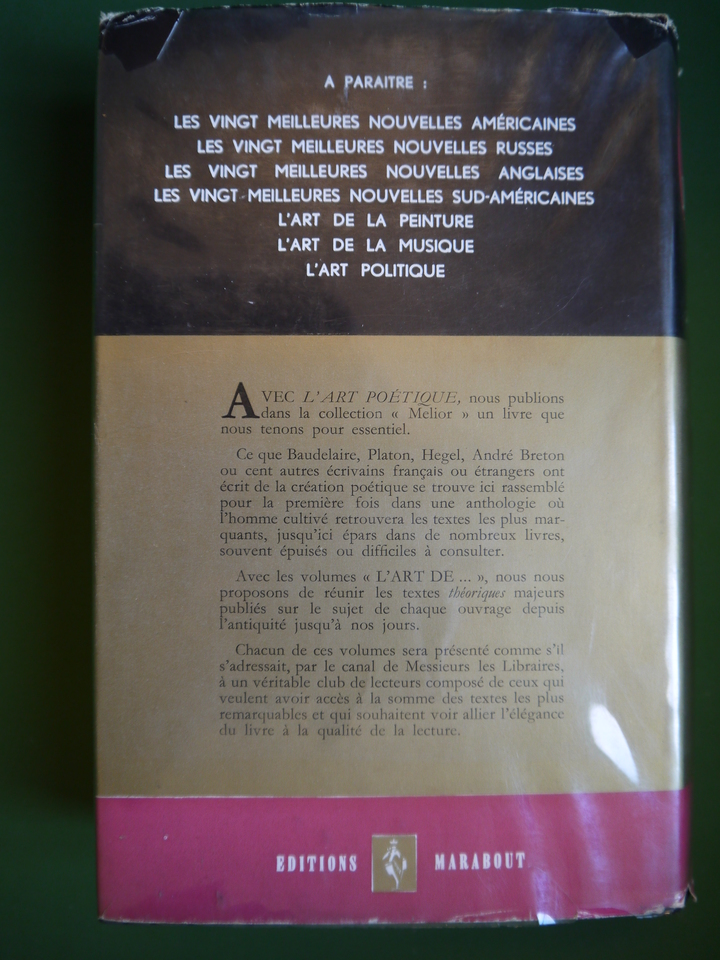 A PARAITRE :
LES VINGT MEILLEURES NOUVELLES AMÉRICAINES
LES VINGT MEILLEURES NOUVELLES RUSSES
LES VINGT MEILLEURES NOUVELLES ANGLAISES
LES VINGT MEILLEURES NOUVELLES SUD-AMÉRICAINES
L'ART DE LA PEINTURE
L'ART DE LA MUSIQUE
L'ART POLITIQUE
AVEC L'ART POÉTIQUE, nous publions
dans la collection « Melior » un livre que
nous tenons pour essentiel.
Ce que Baudelaire, Platon, Hegel, André Breton
ou cent autres écrivains français ou étrangers ont
écrit de la création poétique se trouve ici rassemblé
pour la première fois dans une anthologie où
l'homme cultivé retrouvera les textes les plus mar-
quants, jusqu'ici épars dans de nombreux livres,
souvent épuisés ou difficiles à consulter.
Avec les volumes « L'ART DE ... », nous nous
proposons de réunir les textes théoriques majeurs
publiés sur le sujet de chaque ouvrage depuis
l'antiquité jusqu'à nos jours.
Chacun de ces volumes sera présenté comme s'il
s'adressait, par le canal de Messieurs les Libraires,
à un véritable club de lecteurs composé de ceux qui
veulent avoir accès à la somme des textes les plus
remarquables et qui souhaitent voir allier l'élégance
du livre à la qualité de la lecture.
EDITIONS MARABOUT